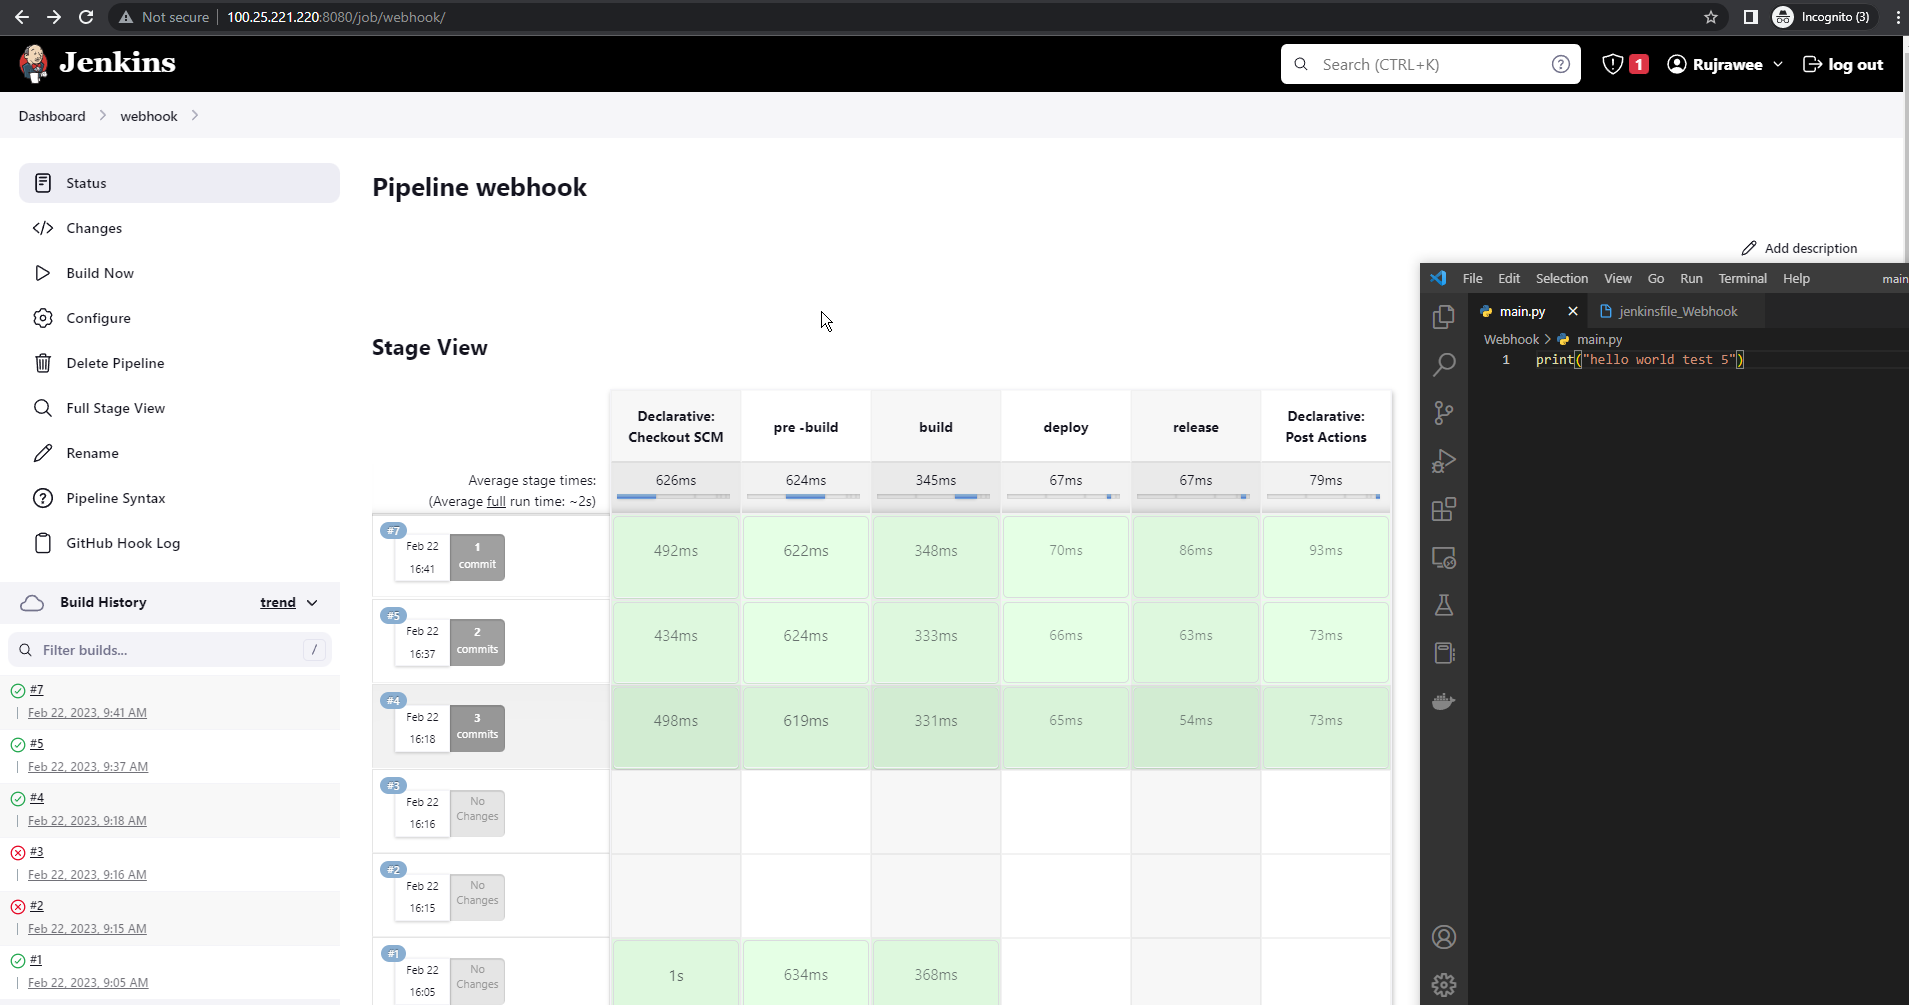 Not secure | 100.25.221.220:8080/job/webhook/
Incognito (3)
Jenkins
Search (CTRL+K)
?
1
Rujrawee
log out
Dashboard
webhook
Status
Changes
Build Now
Configure
Delete Pipeline
Full Stage View
Rename
Pipeline Syntax
GitHub Hook Log
Build History
trend
Filter builds...
/
#7
Feb 22, 2023, 9:41 AM
#5
Feb 22, 2023, 9:37 AM
#4
Feb 22, 2023, 9:18 AM
#3
Feb 22, 2023, 9:16 AM
#2
Feb 22, 2023, 9:15 AM
#1
Feb 22, 2023, 9:05 AM
Pipeline webhook
Add description
Stage View
Declarative: Checkout SCM
pre -build
build
deploy
release
Declarative: Post Actions
Average stage times:
(Average full run time: ~2s)
626ms
624ms
345ms
67ms
67ms
79ms
#7
Feb 22
16:41
1
commit
492ms
622ms
348ms
70ms
86ms
93ms
#5
Feb 22
16:37
2
commits
434ms
624ms
333ms
66ms
63ms
73ms
#4
Feb 22
16:18
3
commits
498ms
619ms
331ms
65ms
54ms
73ms
#3
Feb 22
16:16
No
Changes
#2
Feb 22
16:15
No
Changes
#1
Feb 22
16:05
No
Changes
1s
634ms
368ms
File Edit Selection View Go Run Terminal Help
main
main.py
jenkinsfile_Webhook
Webhook > main.py
1 print("hello world test 5")